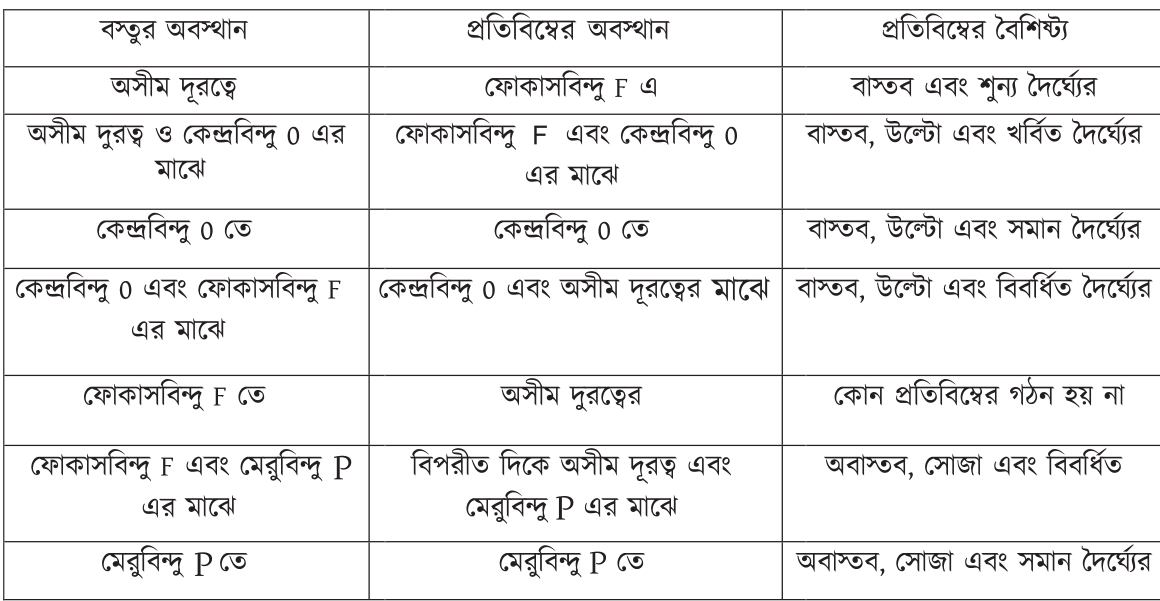 বস্তুর অবস্থান	প্রতিবিম্বের অবস্থান	প্রতিবিম্বের বৈশিষ্ট্য
অসীম দূরত্বে	ফোকাসবিন্দু F এ	বাস্তব এবং শুন্য দৈর্ঘ্যের
অসীম দুরত্ব ও কেন্দ্রবিন্দু 0 এর	ফোকাসবিন্দু F এবং কেন্দ্রবিন্দু 0	বাস্তব, উল্টো এবং খর্বিত দৈর্ঘ্যের
মাঝে	এর মাঝে
কেন্দ্রবিন্দু 0 তে	কেন্দ্রবিন্দু 0 তে	বাস্তব, উল্টো এবং সমান দৈর্ঘ্যের
কেন্দ্রবিন্দু 0 এবং ফোকাসবিন্দু F	কেন্দ্রবিন্দু 0 এবং অসীম দূরত্বের মাঝে	বাস্তব, উল্টো এবং বিবর্ধিত দৈর্ঘ্যের
এর মাঝে
ফোকাসবিন্দু F তে	অসীম দুরত্বের	কোন প্রতিবিম্বের গঠন হয় না
ফোকাসবিন্দু F এবং মেরুবিন্দু P	বিপরীত দিকে অসীম দূরত্ব এবং	অবাস্তব, সোজা এবং বিবর্ধিত
এর মাঝে	মেরুবিন্দু P এর মাঝে
মেরুবিন্দু P তে	মেরুবিন্দু P তে	অবাস্তব, সোজা এবং সমান দৈর্ঘ্যের